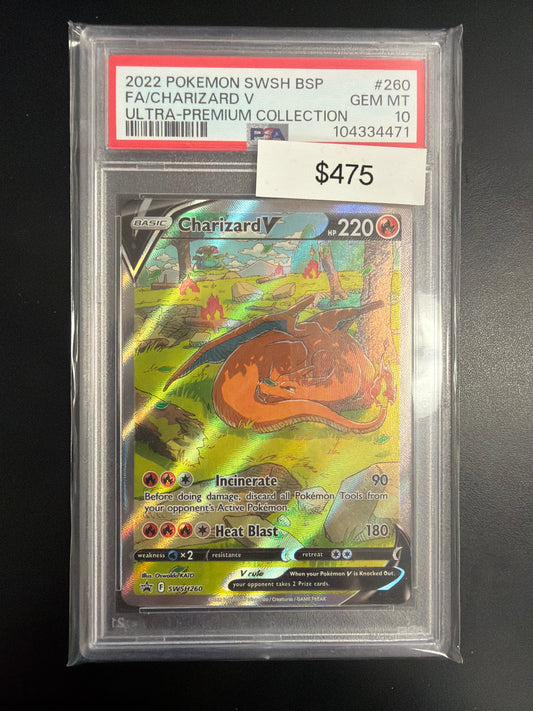 2022 POKEMON SWSH BSP #260
FA/CHARIZARD V GEM MT
ULTRA-PREMIUM COLLECTION 10
104334471
$475
BASIC Charizard V HP 220
Incinerate 90
Before doing damage, discard all Pokémon Tools from
your opponent's Active Pokémon.
Heat Blast 180
weakness ×2 resistance retreat
Illus. Oswaldo KATO
V rule When your Pokémon V is Knocked Out,
your opponent takes 2 Prize cards.
F SWSH260
/ Creatures / GAME FREAK